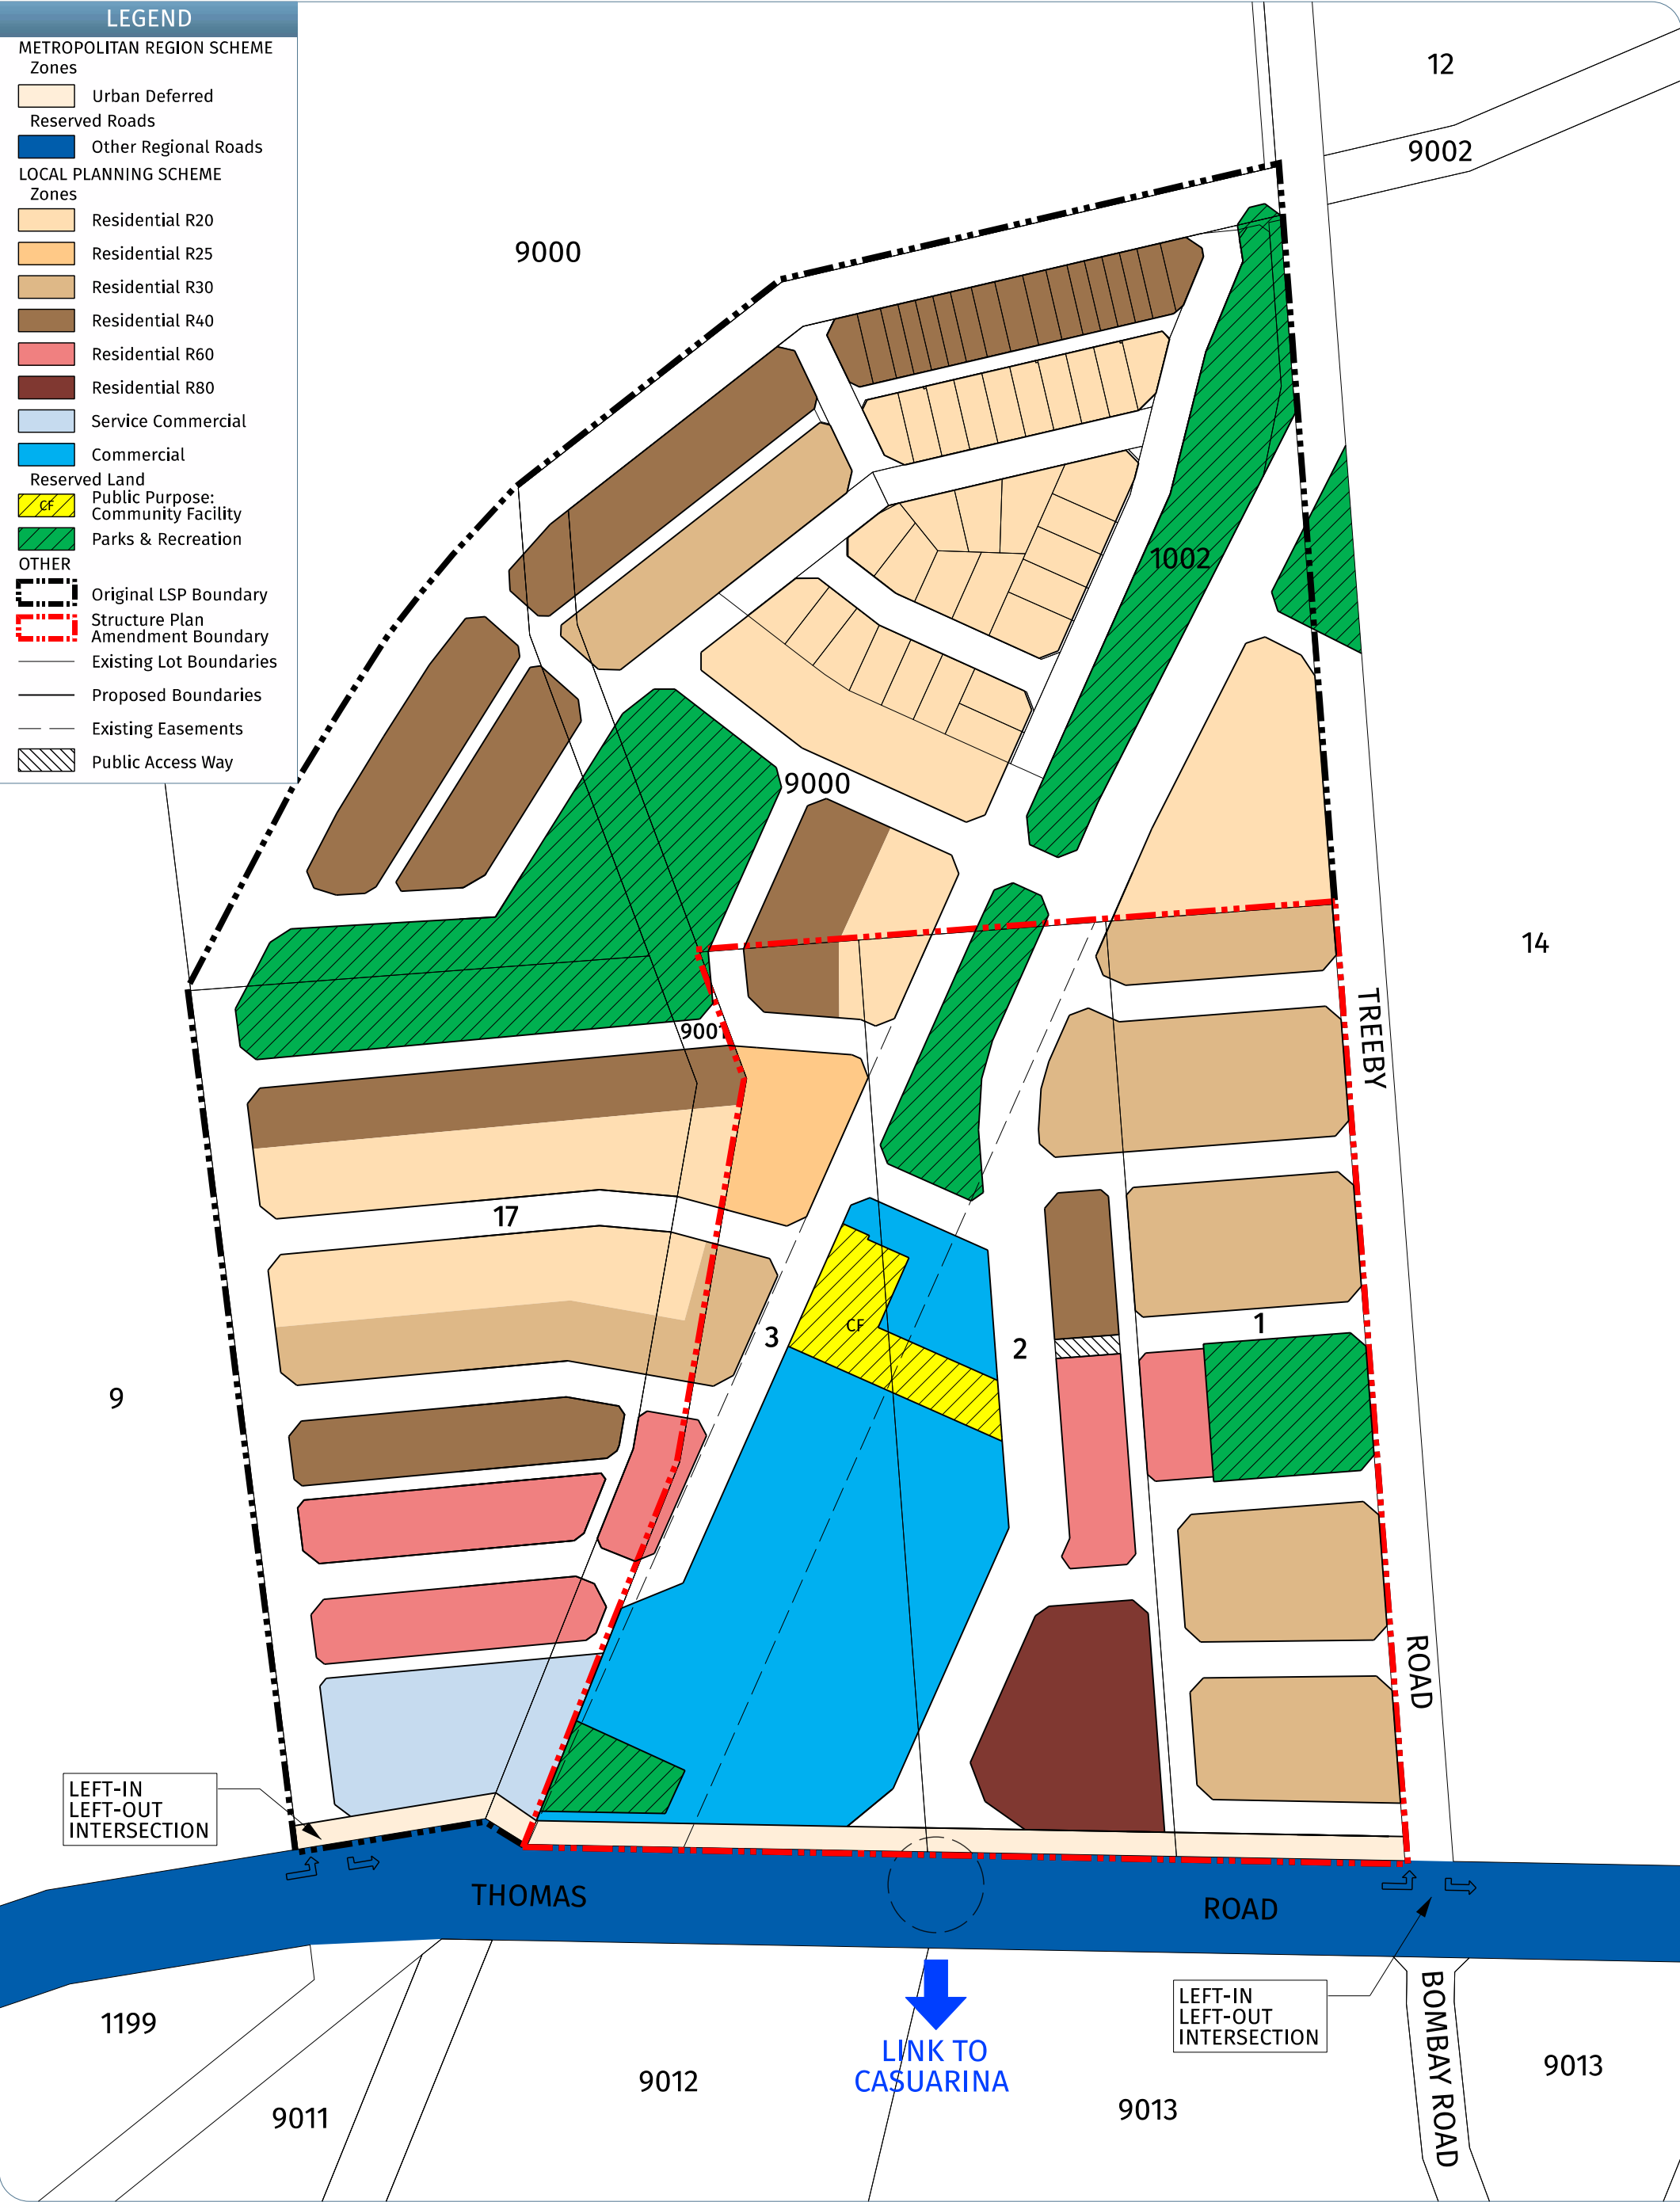 LEGEND
METROPOLITAN REGION SCHEME
Zones
Urban Deferred
Reserved Roads
Other Regional Roads
LOCAL PLANNING SCHEME
Zones
Residential R20
Residential R25
Residential R30
Residential R40
Residential R60
Residential R80
Service Commercial
Commercial
Reserved Land
CF
Public Purpose:
Community Facility
Parks & Recreation
OTHER
Original LSP Boundary
Structure Plan
Amendment Boundary
Existing Lot Boundaries
Proposed Boundaries
Existing Easements
Public Access Way
12
9002
9000
1002
9000
14
9001
TREEBY
17
CF
3
2
1
9
ROAD
LEFT-IN
LEFT-OUT
INTERSECTION
THOMAS
ROAD
LEFT-IN
LEFT-OUT
INTERSECTION
BOMBAY ROAD
1199
LINK TO
CASUARINA
9012
9013
9013
9011